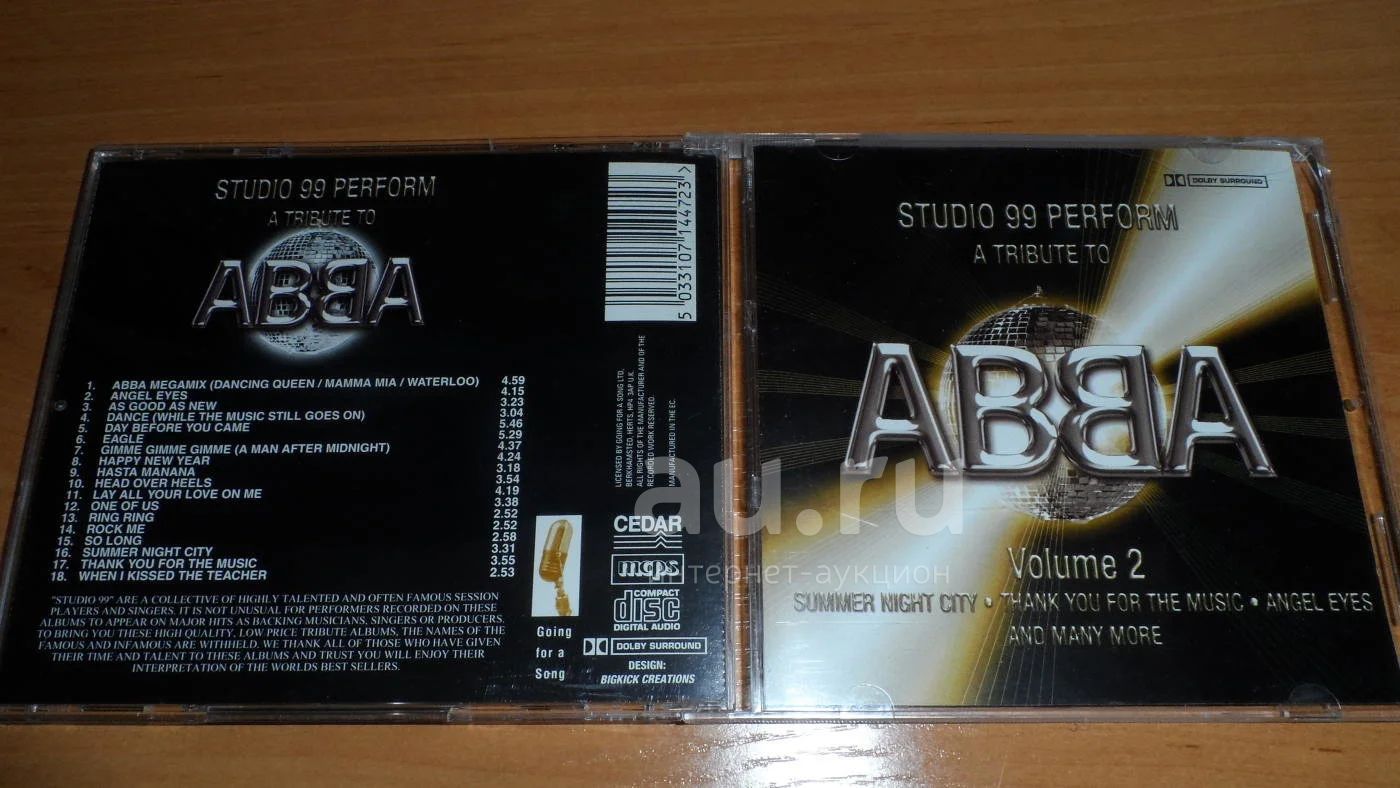 STUDIO 99 PERFORM
A TRIBUTE TO
ABBA
1. ABBA MEGAMIX (DANCING QUEEN / MAMMA MIA / WATERLOO) 4.59
2. ANGEL EYES 4.15
3. AS GOOD AS NEW 3.23
4. DANCE (WHILE THE MUSIC STILL GOES ON) 3.04
5. DAY BEFORE YOU CAME 5.46
6. EAGLE 5.29
7. GIMME GIMME GIMME (A MAN AFTER MIDNIGHT) 4.37
8. HAPPY NEW YEAR 4.24
9. HASTA MANANA 3.18
10. HEAD OVER HEELS 3.54
11. LAY ALL YOUR LOVE ON ME 4.19
12. ONE OF US 3.38
13. RING RING 2.52
14. ROCK ME 2.52
15. SO LONG 2.58
16. SUMMER NIGHT CITY 3.31
17. THANK YOU FOR THE MUSIC 3.55
18. WHEN I KISSED THE TEACHER 2.53
"STUDIO 99" ARE A COLLECTIVE OF HIGHLY TALENTED AND OFTEN FAMOUS SESSION
PLAYERS AND SINGERS. IT IS NOT UNUSUAL FOR PERFORMERS RECORDED ON THESE
ALBUMS TO APPEAR ON MAJOR HITS AS BACKING MUSICIANS, SINGERS OR PRODUCERS.
TO BRING YOU THESE HIGH QUALITY, LOW PRICE TRIBUTE ALBUMS, THE NAMES OF THE
FAMOUS AND INFAMOUS ARE WITHHELD. WE THANK ALL OF THOSE WHO HAVE GIVEN
THEIR TIME AND TALENT TO THESE ALBUMS AND TRUST YOU WILL ENJOY THEIR
INTERPRETATION OF THE WORLDS BEST SELLERS.
5 033107 144723 >
LICENSED BY GOING FOR A SONG LTD,
BERKHAMSTED, HERTS, HP4 3AP U.K.
ALL RIGHTS OF THE MANUFACTURER AND OF THE
RECORDED WORK RESERVED.
MANUFACTURED IN THE EC.
Going
for a
Song
CEDAR
mcps
COMPACT
disc
DIGITAL AUDIO
DOLBY SURROUND
DESIGN:
BIGKICK CREATIONS
DOLBY SURROUND
STUDIO 99 PERFORM
A TRIBUTE TO
ABBA
Volume 2
SUMMER NIGHT CITY • THANK YOU FOR THE MUSIC • ANGEL EYES
AND MANY MORE
au.ru
интернет-аукцион